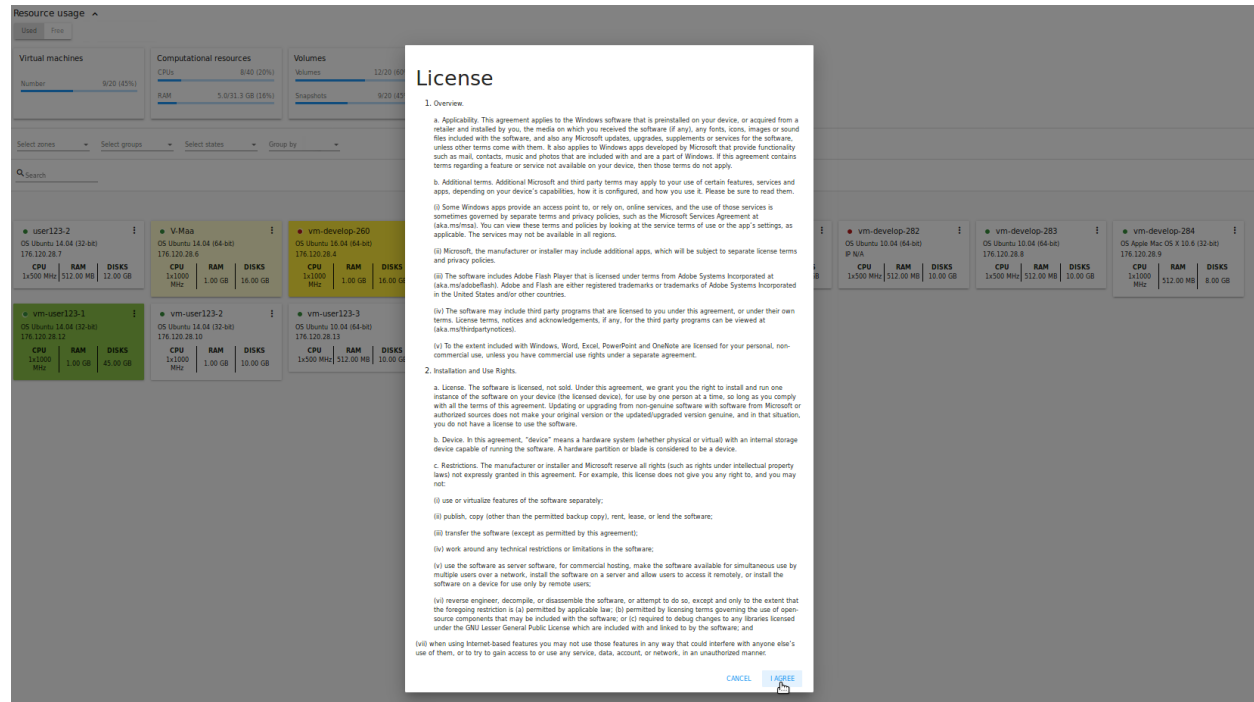 Resource usage
Used Free
Virtual machines
Number 9/20 (45%)
Computational resources
CPUs 8/40 (20%)
RAM 5.0/31.3 GB (16%)
Volumes
Volumes 12/20 (60%
Snapshots 9/20 (45%
Select zones Select groups Select states Group by
Search
user123-2
OS Ubuntu 14.04 (32-bit)
176.120.28.7
CPU RAM DISKS
1x500 MHz 512.00 MB 12.00 GB
V-Maa
OS Ubuntu 14.04 (64-bit)
176.120.28.6
CPU RAM DISKS
1x1000 MHz 1.00 GB 16.00 GB
vm-develop-260
OS Ubuntu 16.04 (64-bit)
176.120.28.4
CPU RAM DISKS
1x1000 MHz 1.00 GB 16.00 GB
vm-develop-282
OS Ubuntu 10.04 (64-bit)
IP N/A
CPU RAM DISKS
1x500 MHz 512.00 MB 10.00 GB
vm-develop-283
OS Ubuntu 10.04 (64-bit)
176.120.28.8
CPU RAM DISKS
1x500 MHz 512.00 MB 10.00 GB
vm-develop-284
OS Apple Mac OS X 10.6 (32-bit)
176.120.28.9
CPU RAM DISKS
1x1000 MHz 512.00 MB 8.00 GB
vm-user123-1
OS Ubuntu 14.04 (32-bit)
176.120.28.12
CPU RAM DISKS
1x1000 MHz 1.00 GB 45.00 GB
vm-user123-2
OS Ubuntu 14.04 (32-bit)
176.120.28.10
CPU RAM DISKS
1x1000 MHz 1.00 GB 10.00 GB
vm-user123-3
OS Ubuntu 10.04 (64-bit)
176.120.28.13
CPU RAM DISKS
1x500 MHz 512.00 MB 10.00 GB
License
1. Overview.
a. Applicability. This agreement applies to the Windows software that is preinstalled on your device, or acquired from a
retailer and installed by you, the media on which you received the software (if any), any fonts, icons, images or sound
files included with the software, and also any Microsoft updates, upgrades, supplements or services for the software,
unless other terms come with them. It also applies to Windows apps developed by Microsoft that provide functionality
such as mail, contacts, music and photos that are included with and are a part of Windows. If this agreement contains
terms regarding a feature or service not available on your device, then those terms do not apply.
b. Additional terms. Additional Microsoft and third party terms may apply to your use of certain features, services and
apps, depending on your device's capabilities, how it is configured, and how you use it. Please be sure to read them.
(i) Some Windows apps provide an access point to, or rely on, online services, and the use of those services is
sometimes governed by separate terms and privacy policies, such as the Microsoft Services Agreement at
(aka.ms/msa). You can view these terms and policies by looking at the service terms of use or the app's settings, as
applicable. The services may not be available in all regions.
(ii) Microsoft, the manufacturer or installer may include additional apps, which will be subject to separate license terms
and privacy policies.
(iii) The software includes Adobe Flash Player that is licensed under terms from Adobe Systems Incorporated at
(aka.ms/adobeflash). Adobe and Flash are either registered trademarks or trademarks of Adobe Systems Incorporated
in the United States and/or other countries.
(iv) The software may include third party programs that are licensed to you under this agreement, or under their own
terms. License terms, notices and acknowledgements, if any, for the third party programs can be viewed at
(aka.ms/thirdpartynotices).
(v) To the extent included with Windows, Word, Excel, PowerPoint and OneNote are licensed for your personal, non-
commercial use, unless you have commercial use rights under a separate agreement.
2. Installation and Use Rights.
a. License. The software is licensed, not sold. Under this agreement, we grant you the right to install and run one
instance of the software on your device (the licensed device), for use by one person at a time, so long as you comply
with all the terms of this agreement. Updating or upgrading from non-genuine software with software from Microsoft or
authorized sources does not make your original version or the updated/upgraded version genuine, and in that situation,
you do not have a license to use the software.
b. Device. In this agreement, "device" means a hardware system (whether physical or virtual) with an internal storage
device capable of running the software. A hardware partition or blade is considered to be a device.
c. Restrictions. The manufacturer or installer and Microsoft reserve all rights (such as rights under intellectual property
laws) not expressly granted in this agreement. For example, this license does not give you any right to, and you may
not:
(i) use or virtualize features of the software separately;
(ii) publish, copy (other than the permitted backup copy), rent, lease, or lend the software;
(iii) transfer the software (except as permitted by this agreement);
(iv) work around any technical restrictions or limitations in the software;
(v) use the software as server software, for commercial hosting, make the software available for simultaneous use by
multiple users over a network, install the software on a server and allow users to access it remotely, or install the
software on a device for use only by remote users;
(vi) reverse engineer, decompile, or disassemble the software, or attempt to do so, except and only to the extent that
the foregoing restriction is (a) permitted by applicable law; (b) permitted by licensing terms governing the use of open-
source components that may be included with the software; or (c) required to debug changes to any libraries licensed
under the GNU Lesser General Public License which are included with and linked to by the software; and
(vii) when using Internet-based features you may not use those features in any way that could interfere with anyone else's
use of them, or to try to gain access to or use any service, data, account, or network, in an unauthorized manner.
CANCEL I AGREE